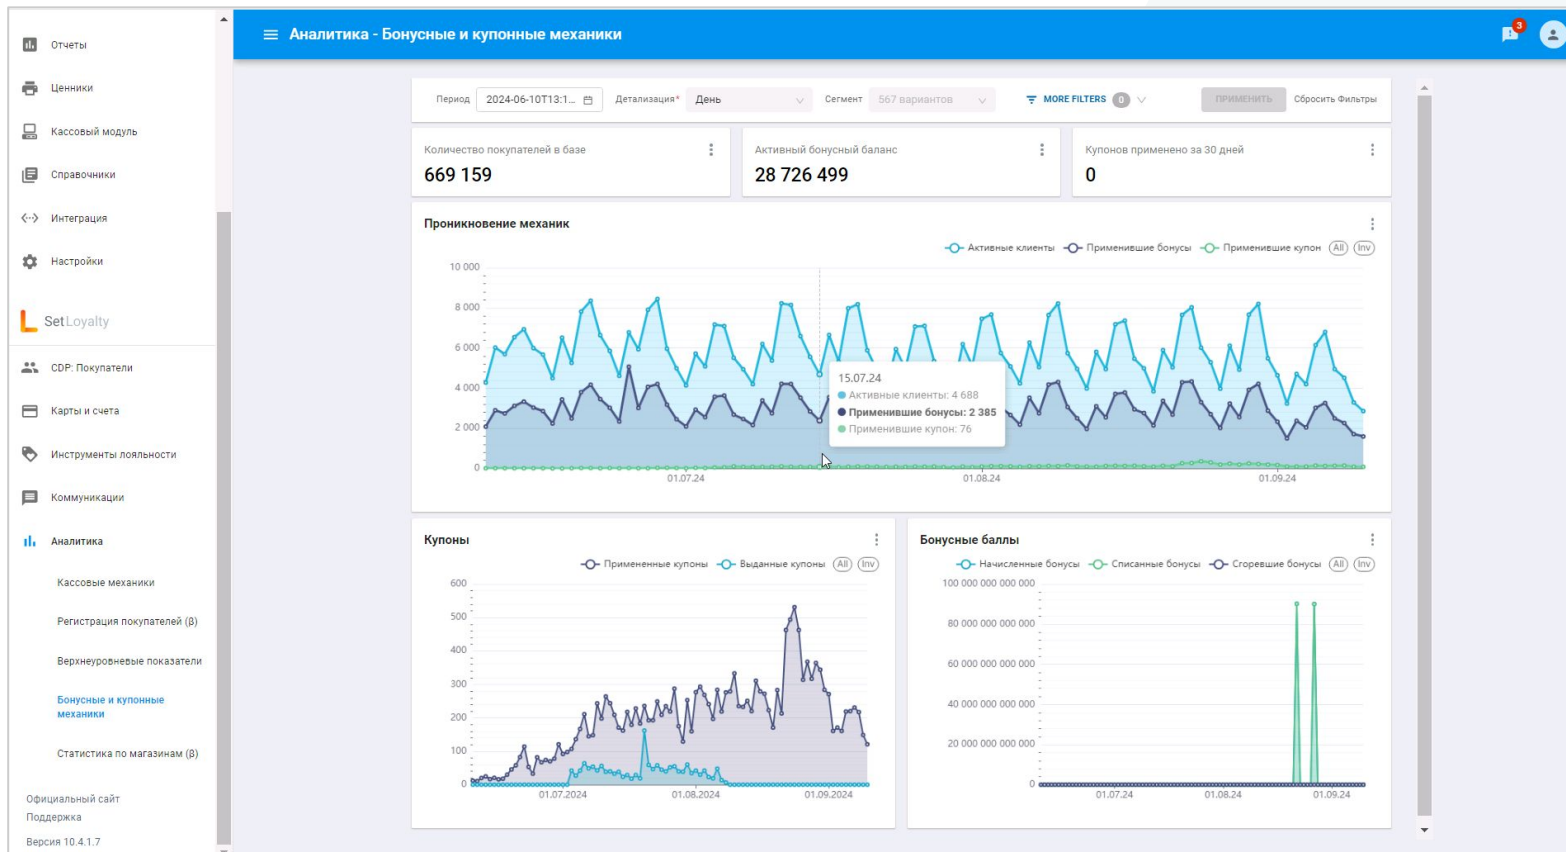 Отчеты
Ценники
Кассовый модуль
Справочники
Интеграция
Настройки
SetLoyalty
CDP: Покупатели
Карты и счета
Инструменты лояльности
Коммуникации
Аналитика
Кассовые механики
Регистрация покупателей (β)
Верхнеуровневые показатели
Бонусные и купонные
механики
Статистика по магазинам (β)
Официальный сайт
Поддержка
Версия 10.4.1.7
Аналитика - Бонусные и купонные механики
3
Период 2024-06-10T13:1... Детализация* День Сегмент 567 вариантов MORE FILTERS 0 ПРИМЕНИТЬ Сбросить Фильтры
Количество покупателей в базе
669 159
Активный бонусный баланс
28 726 499
Купонов применено за 30 дней
0
Проникновение механик
Активные клиенты Применившие бонусы Применившие купон All Inv
10 000
8 000
6 000
4 000
2 000
0
15.07.24
Активные клиенты: 4 688
Применившие бонусы: 2 385
Применившие купон: 76
01.07.24 01.08.24 01.09.24
Купоны
Примененные купоны Выданные купоны All Inv
600
500
400
300
200
100
0
01.07.2024 01.08.2024 01.09.2024
Бонусные баллы
Начисленные бонусы Списанные бонусы Сгоревшие бонусы All Inv
100 000 000 000 000
80 000 000 000 000
60 000 000 000 000
40 000 000 000 000
20 000 000 000 000
0
01.07.24 01.08.24 01.09.24